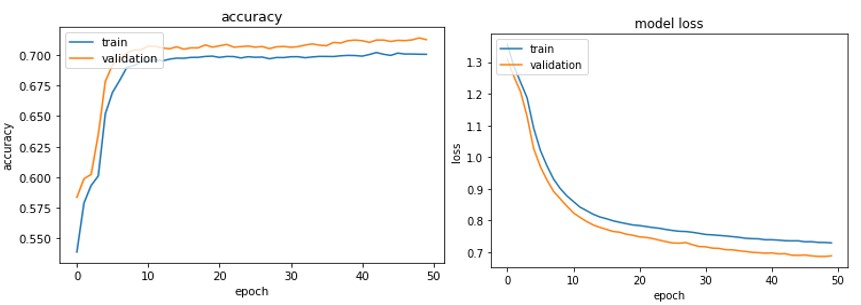 accuracy
train
validation
0.700
0.675
0.650
0.625
0.600
0.575
0.550
accuracy
0 10 20 30 40 50
epoch
model loss
train
validation
1.3
1.2
1.1
1.0
0.9
0.8
0.7
loss
0 10 20 30 40 50
epoch